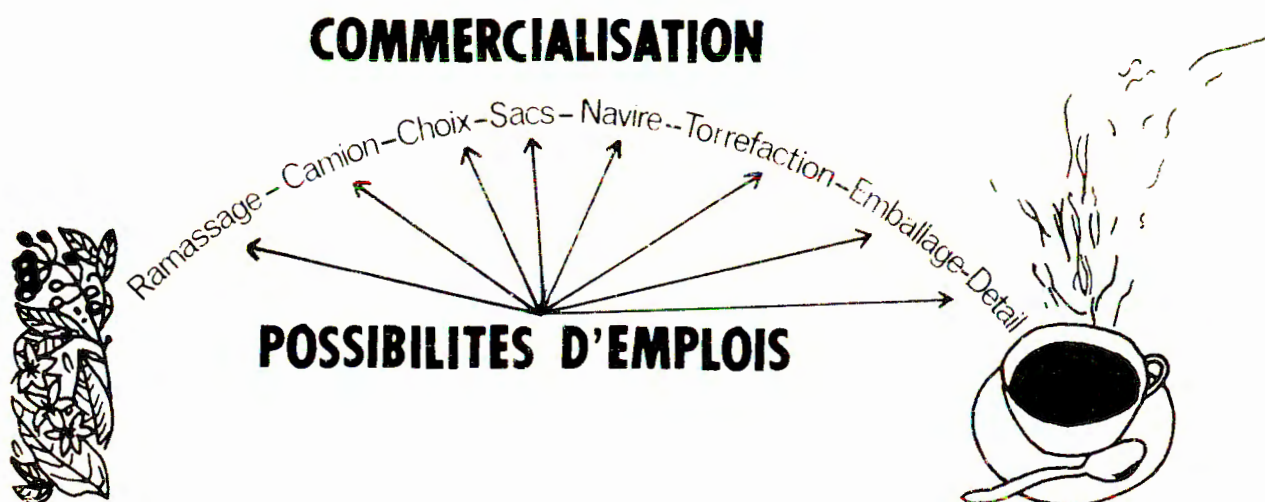 COMMERCIALISATION
Ramassage-Camion-Choix-Sacs-Navire--Torrefaction-Emballage-Detail
POSSIBILITES D'EMPLOIS